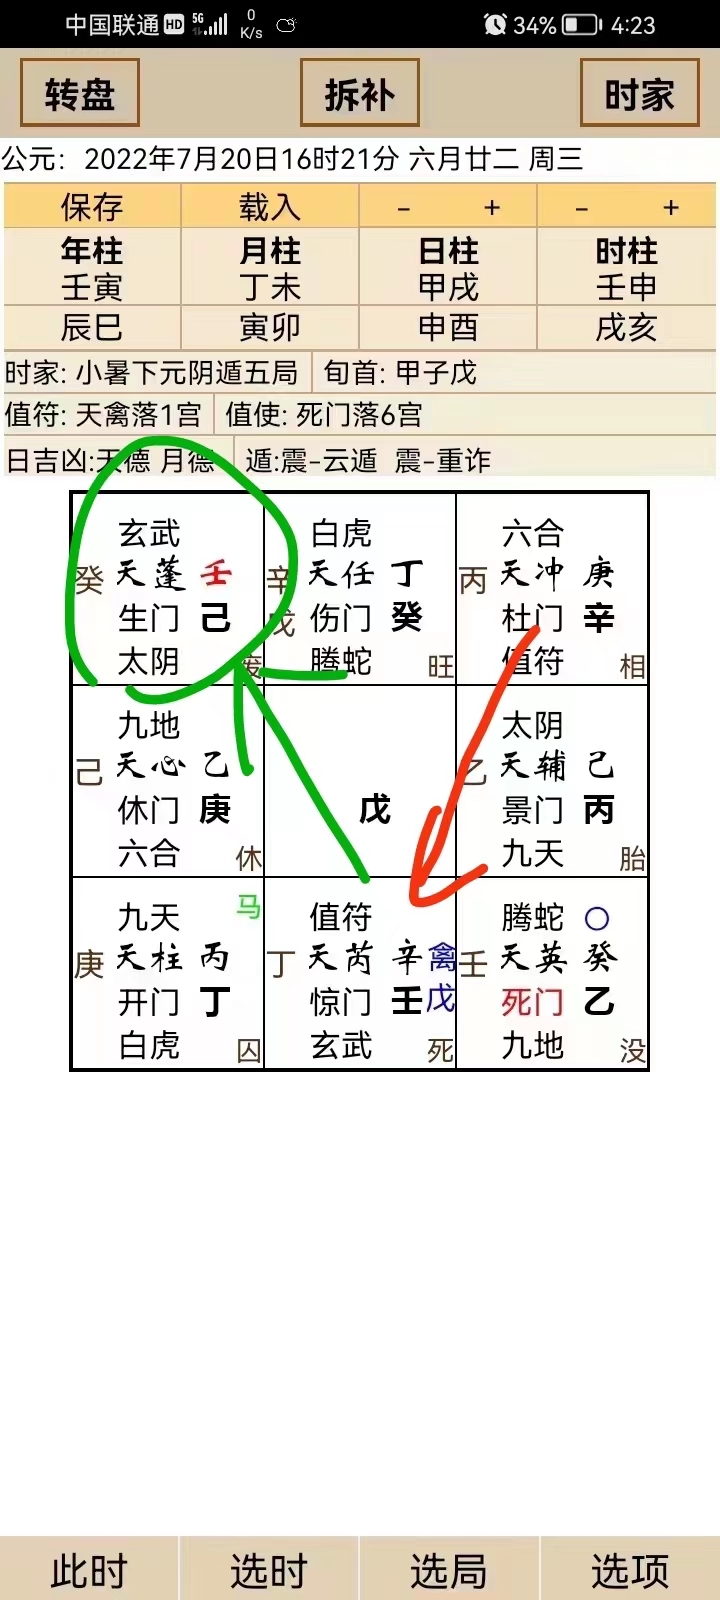 中国联通 HD 5G 0 K/s 34% 4:23
转盘 拆补 时家
公元：2022年7月20日16时21分 六月廿二 周三
保存 载入 - + - +
年柱 月柱 日柱 时柱
壬寅 丁未 甲戌 壬申
辰巳 寅卯 申酉 戌亥
时家: 小暑下元阴遁五局 旬首: 甲子戊
值符: 天禽落1宫 值使: 死门落6宫
日吉凶:天德 月德 遁:震-云遁 震-重诈
玄武 白虎 六合
癸 天蓬 壬 辛 天任 丁 丙 天冲 庚
生门 己 戊 伤门 癸 杜门 辛
太阴 废 腾蛇 旺 值符 相
九地 太阴
己 天心 乙 乙 天辅 己
休门 庚 戊 景门 丙
六合 休 九天 胎
九天 马 值符 腾蛇 〇
庚 天柱 丙 丁 天芮 辛 禽 壬 天英 癸
开门 丁 惊门 壬 戊 死门 乙
白虎 囚 玄武 死 九地 没
此时 选时 选局 选项